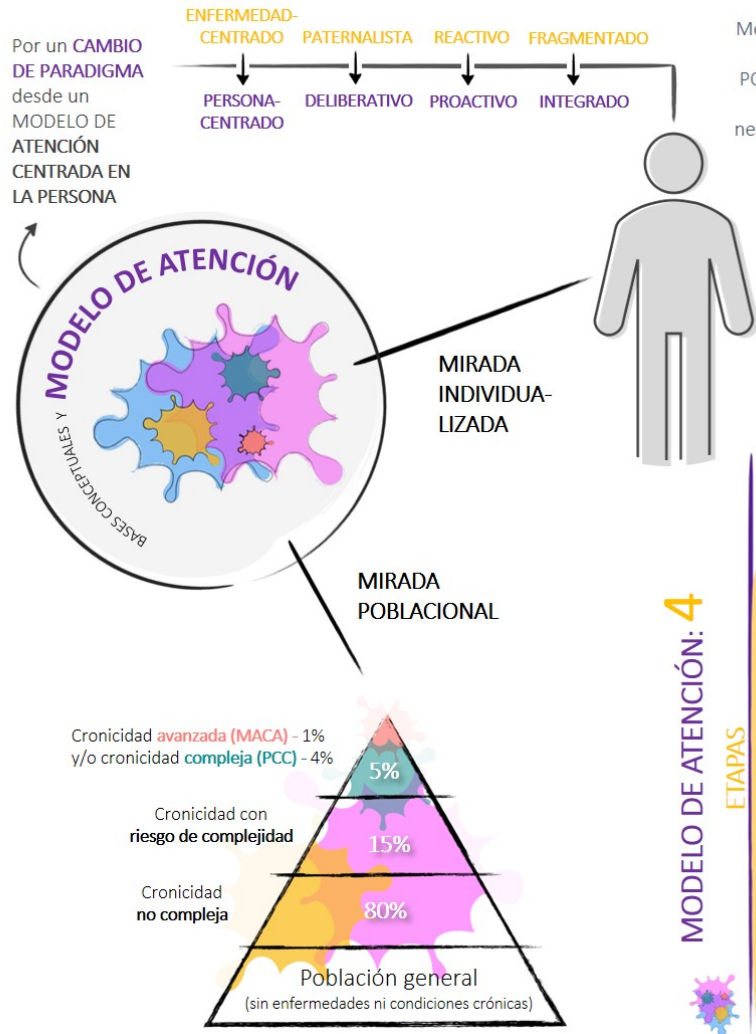 Por un CAMBIO
DE PARADIGMA
desde un
MODELO DE
ATENCIÓN
CENTRADA EN
LA PERSONA
ENFERMEDAD-
CENTRADO
PATERNALISTA
REACTIVO
FRAGMENTADO
PERSONA-
CENTRADO
DELIBERATIVO
PROACTIVO
INTEGRADO
BASES CONCEPTUALES Y MODELO DE ATENCIÓN
MIRADA
INDIVIDUA-
LIZADA
MIRADA
POBLACIONAL
Cronicidad avanzada (MACA) - 1%
y/o cronicidad compleja (PCC) - 4%
5%
Cronicidad con
riesgo de complejidad
15%
Cronicidad
no compleja
80%
Población general
(sin enfermedades ni condiciones crónicas)
MODELO DE ATENCIÓN: 4
ETAPAS